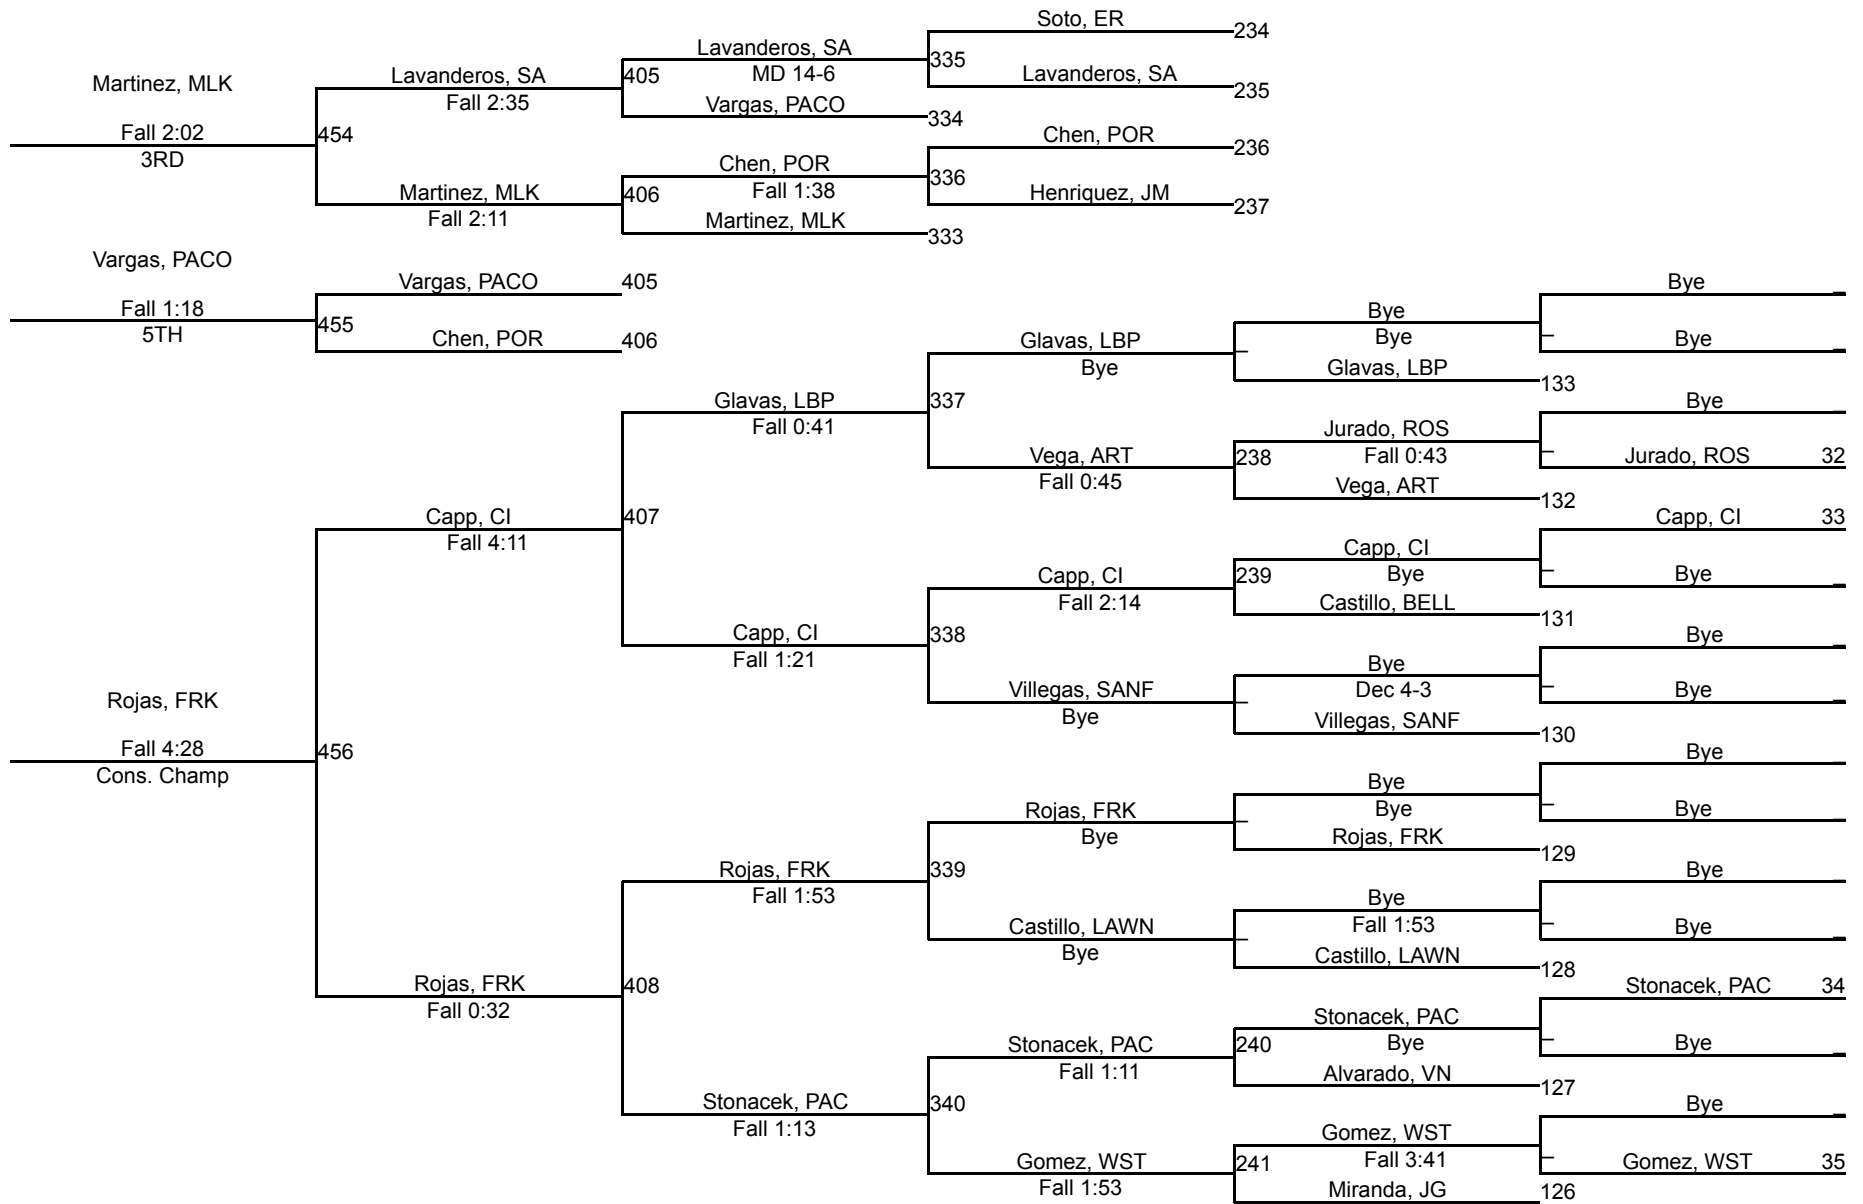 Soto, ER
234
Lavanderos, SA
335
Martinez, MLK
Lavanderos, SA
405
MD 14-6
Lavanderos, SA
235
Fall 2:35
Vargas, PACO
334
Fall 2:02
454
Chen, POR
236
3RD
Chen, POR
336
Martinez, MLK
406
Fall 1:38
Henriquez, JM
237
Fall 2:11
Martinez, MLK
333
Vargas, PACO
Vargas, PACO
405
Bye
Fall 1:18
455
Bye
5TH
Chen, POR
406
Glavas, LBP
Bye
Bye
Bye
Glavas, LBP
133
Glavas, LBP
337
Bye
Fall 0:41
Jurado, ROS
Vega, ART
238
Fall 0:43
Jurado, ROS
32
Fall 0:45
Vega, ART
132
Capp, CI
407
Capp, CI
33
Fall 4:11
Capp, CI
Capp, CI
239
Bye
Bye
Fall 2:14
Castillo, BELL
131
Capp, CI
338
Bye
Fall 1:21
Bye
Villegas, SANF
Dec 4-3
Bye
Bye
Villegas, SANF
130
Rojas, FRK
Fall 4:28
456
Bye
Cons. Champ
Bye
Rojas, FRK
Bye
Bye
Bye
Rojas, FRK
129
Rojas, FRK
339
Bye
Fall 1:53
Bye
Castillo, LAWN
Fall 1:53
Bye
Bye
Castillo, LAWN
128
Rojas, FRK
408
Stonacek, PAC
34
Fall 0:32
Stonacek, PAC
Stonacek, PAC
240
Bye
Bye
Fall 1:11
Alvarado, VN
127
Stonacek, PAC
340
Bye
Fall 1:13
Gomez, WST
Gomez, WST
241
Fall 3:41
Gomez, WST
35
Fall 1:53
Miranda, JG
126